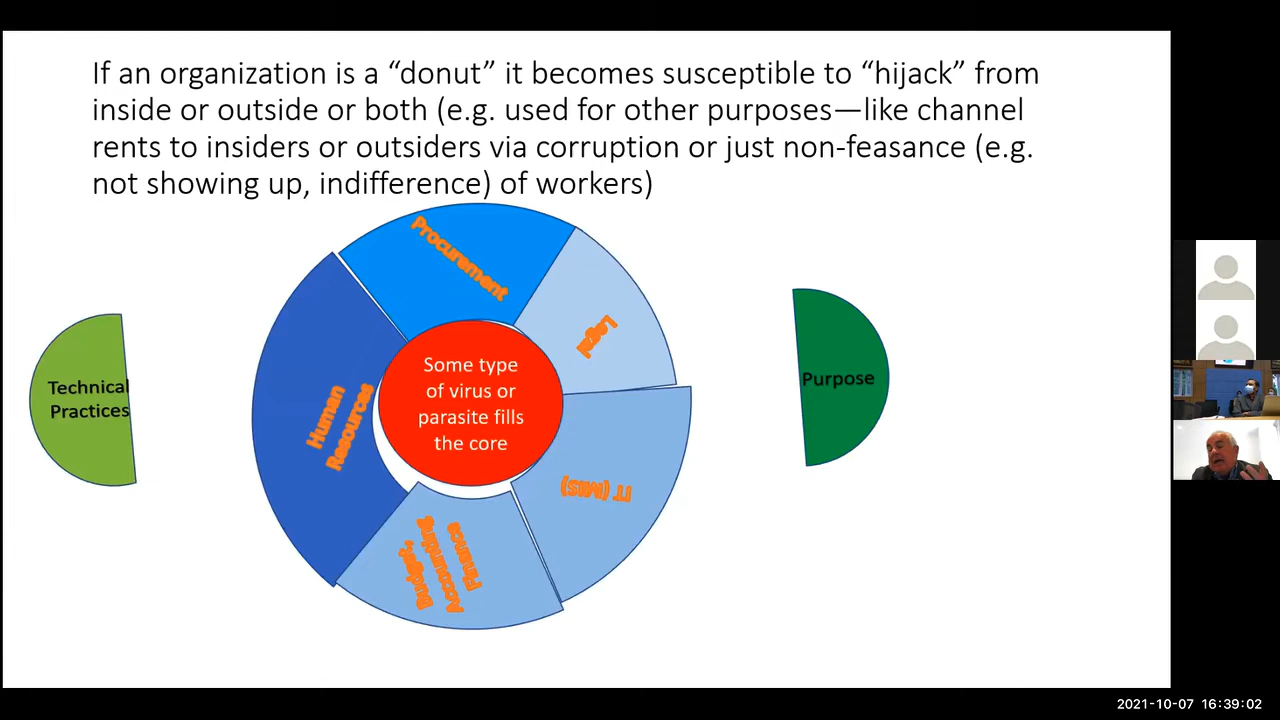 If an organization is a “donut” it becomes susceptible to “hijack” from
inside or outside or both (e.g. used for other purposes—like channel
rents to insiders or outsiders via corruption or just non-feasance (e.g.
not showing up, indifference) of workers)
Procurement
Legal
Technical
Practices
Human
Resources
Some type
of virus or
parasite fills
the core
Purpose
IT (MIS)
Budget,
Accounting
Finance
2021-10-07 16:39:02